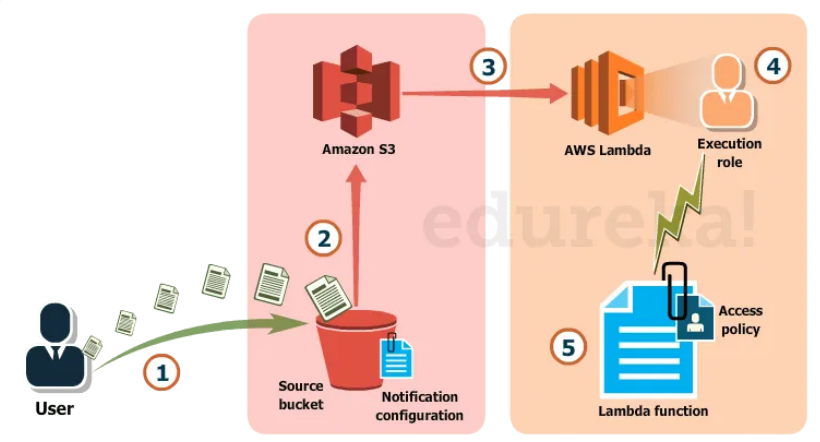 3
4
Amazon S3
AWS Lambda
Execution
role
2
edureka!
1
5
Access
policy
User
Source
bucket
Notification
configuration
Lambda function